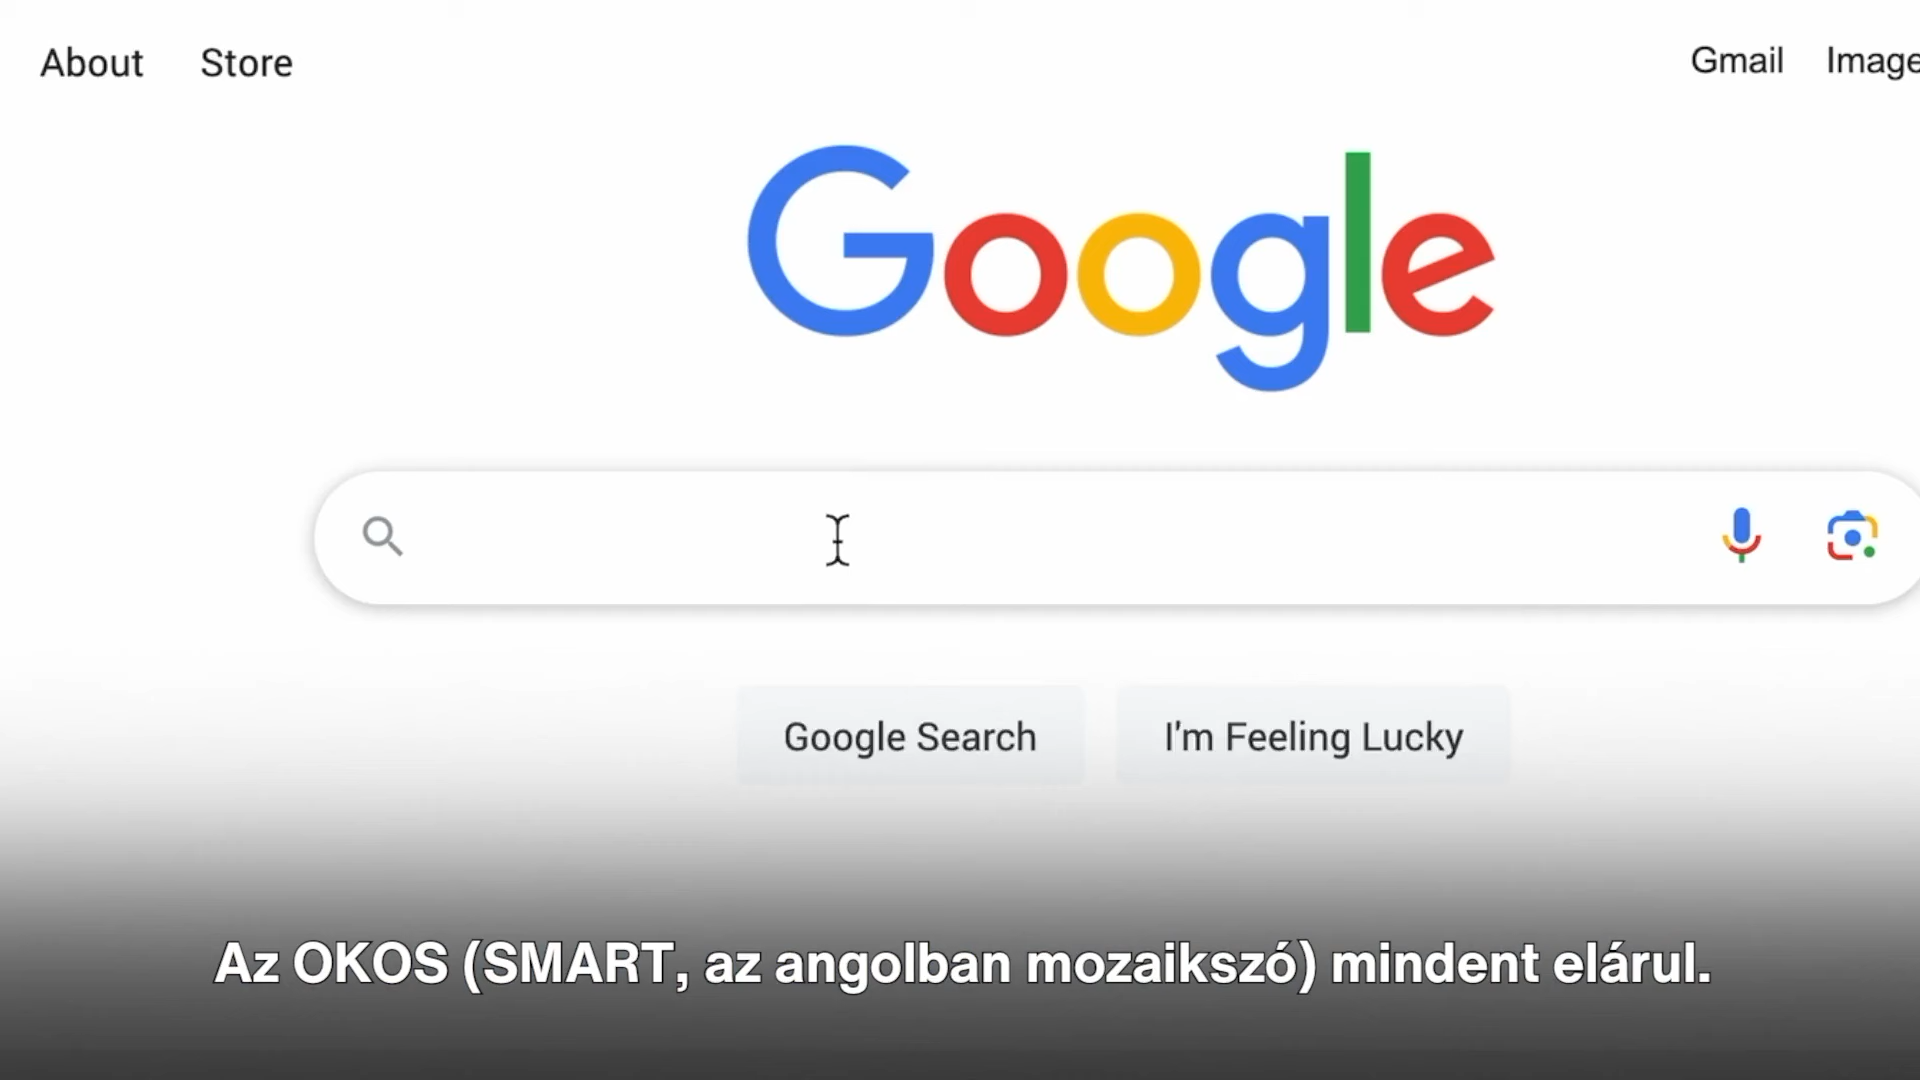 About Store Gmail Image
Google
Google Search I'm Feeling Lucky
Az OKOS (SMART, az angolban mozaikszó) mindent elárul.